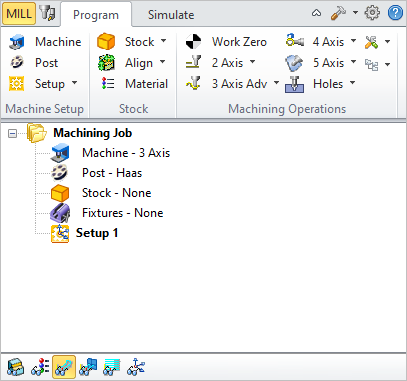 MILL Program Simulate
Machine Stock Work Zero 4 Axis
Post Align 2 Axis 5 Axis
Setup Material 3 Axis Adv Holes
Machine Setup Stock Machining Operations
Machining Job
Machine - 3 Axis
Post - Haas
Stock - None
Fixtures - None
Setup 1